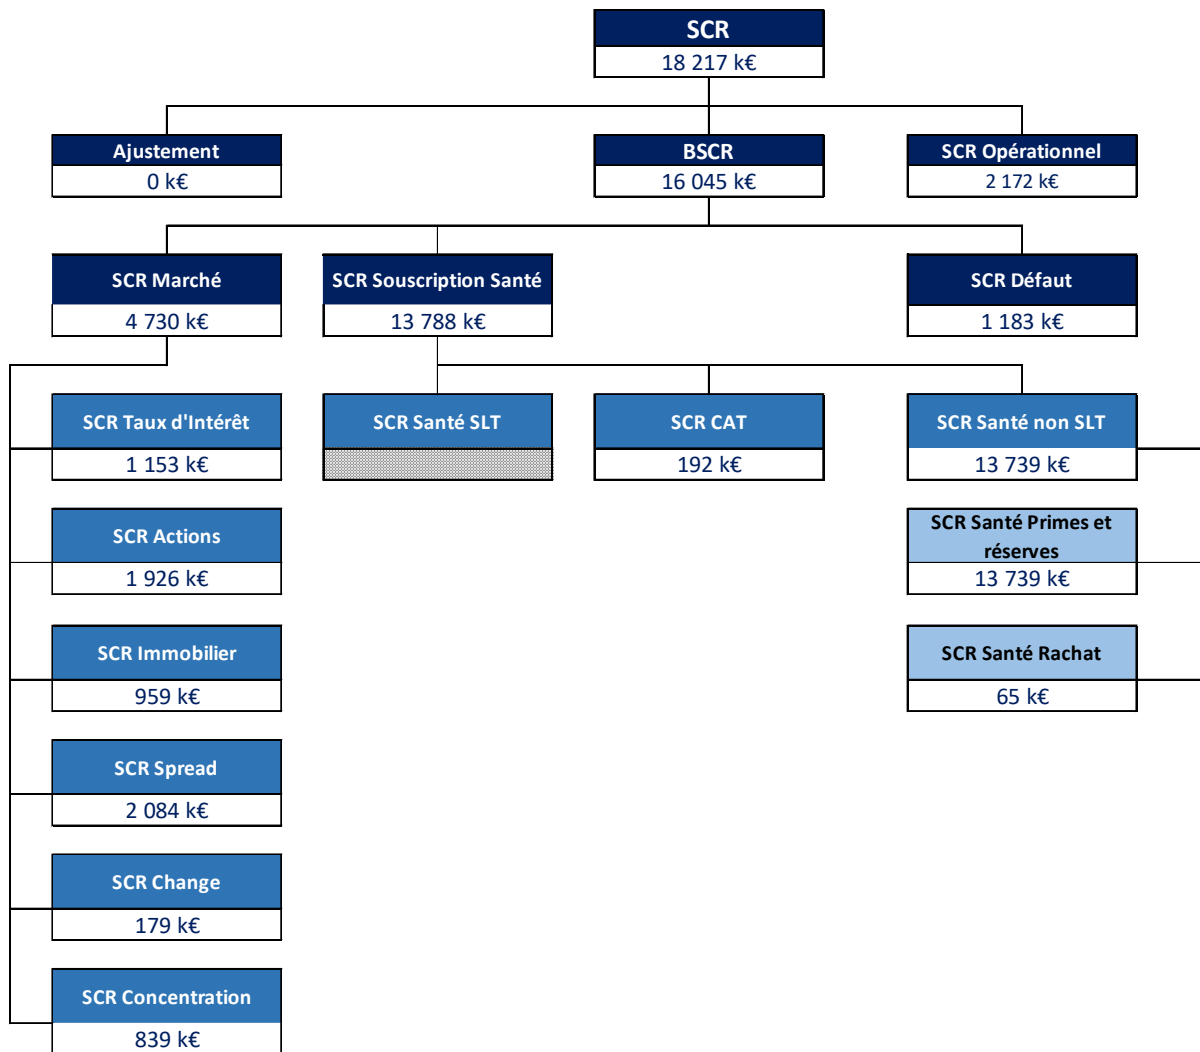 SCR
18 217 k€
Ajustement
0 k€
BSCR
16 045 k€
SCR Opérationnel
2 172 k€
SCR Marché
4 730 k€
SCR Souscription Santé
13 788 k€
SCR Défaut
1 183 k€
SCR Taux d'Intérêt
1 153 k€
SCR Santé SLT
SCR CAT
192 k€
SCR Santé non SLT
13 739 k€
SCR Actions
1 926 k€
SCR Santé Primes et
réserves
13 739 k€
SCR Immobilier
959 k€
SCR Santé Rachat
65 k€
SCR Spread
2 084 k€
SCR Change
179 k€
SCR Concentration
839 k€